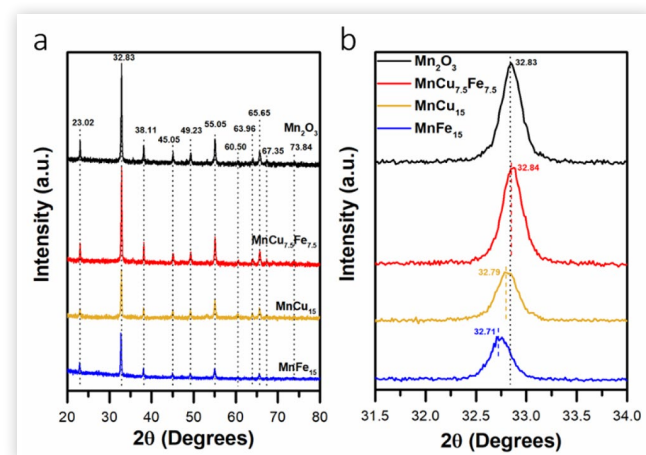 a
32.83
23.02
38.11
45.05
49.23
55.05
60.50
63.96
65.65
67.35
73.84
Mn₂O₃
MnCu₇.₅Fe₇.₅
MnCu₁₅
MnFe₁₅
Intensity (a.u.)
20 30 40 50 60 70 80
2θ (Degrees)
b
Mn₂O₃
MnCu₇.₅Fe₇.₅
MnCu₁₅
MnFe₁₅
32.83
32.84
32.79
32.71
Intensity (a.u.)
31.5 32.0 32.5 33.0 33.5 34.0
2θ (Degrees)